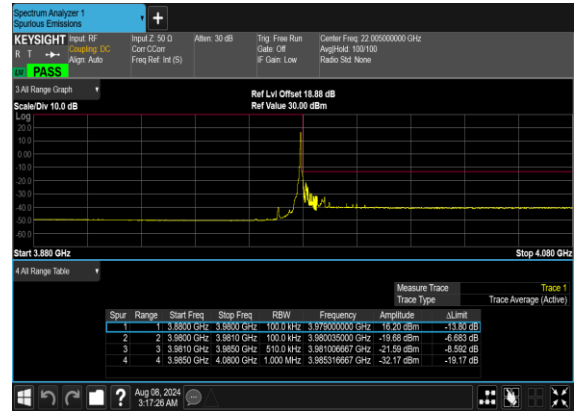 Spectrum Analyzer 1
Spurious Emissions
+
KEYSIGHT Input: RF Input Z: 50 Ω Atten: 30 dB Trig: Free Run Center Freq: 22.005000000 GHz
R T Coupling: DC Corr CCorr Gate: Off Avg|Hold: 100/100
Align: Auto Freq Ref: Int (S) IF Gain: Low Radio Std: None
PASS
3 All Range Graph
Ref Lvl Offset 18.88 dB
Scale/Div 10.0 dB Ref Value 30.00 dBm
Log
20.0
10.0
0.00
-10.0
-20.0
-30.0
-40.0
-50.0
-60.0
Start 3.880 GHz Stop 4.080 GHz
4 All Range Table
Measure Trace Trace 1
Trace Type Trace Average (Active)
Spur Range Start Freq Stop Freq RBW Frequency Amplitude ΔLimit
1 1 3.8800 GHz 3.9800 GHz 100.0 kHz 3.979000000 GHz 16.20 dBm -13.80 dB
2 2 3.9800 GHz 3.9810 GHz 100.0 kHz 3.980035000 GHz -19.68 dBm -6.683 dB
3 3 3.9810 GHz 3.9850 GHz 510.0 kHz 3.981006667 GHz -21.59 dBm -8.592 dB
4 4 3.9850 GHz 4.0800 GHz 1.000 MHz 3.985316667 GHz -32.17 dBm -19.17 dB
? Aug 08, 2024
3:17:26 AM